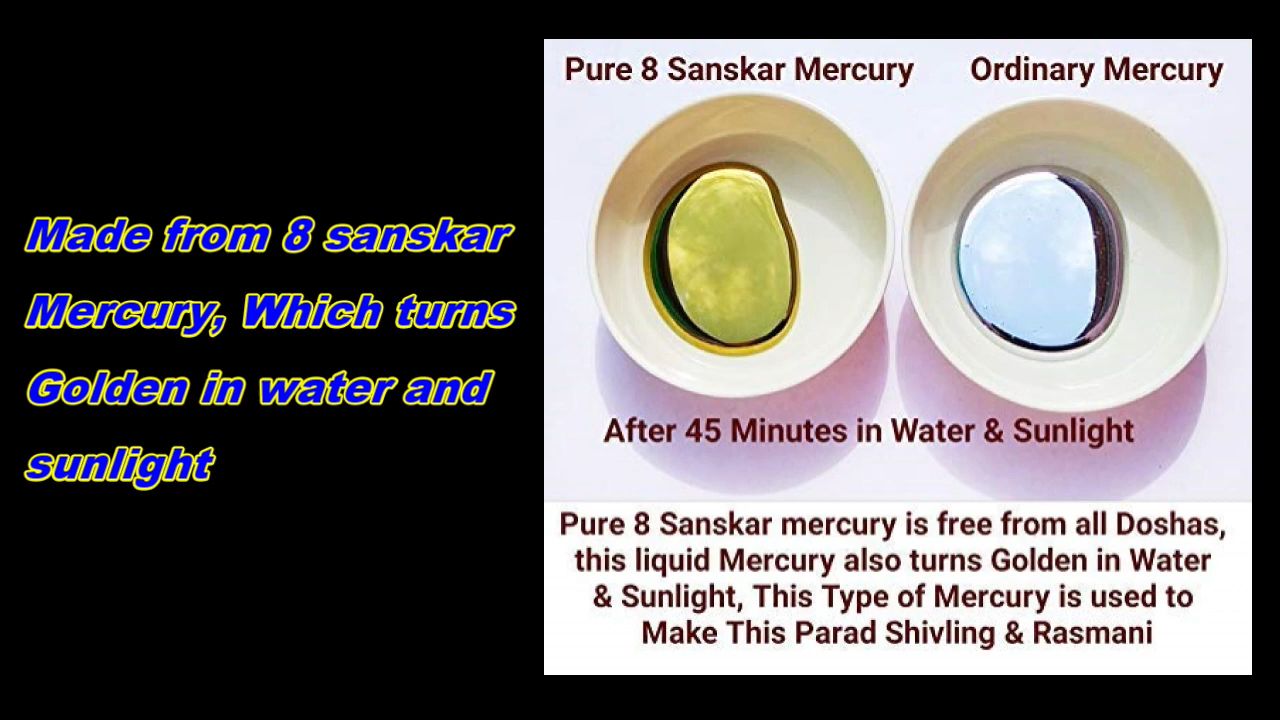 Made from 8 sanskar
Mercury, Which turns
Golden in water and
sunlight
Pure 8 Sanskar Mercury
Ordinary Mercury
After 45 Minutes in Water & Sunlight
Pure 8 Sanskar mercury is free from all Doshas,
this liquid Mercury also turns Golden in Water
& Sunlight, This Type of Mercury is used to
Make This Parad Shivling & Rasmani